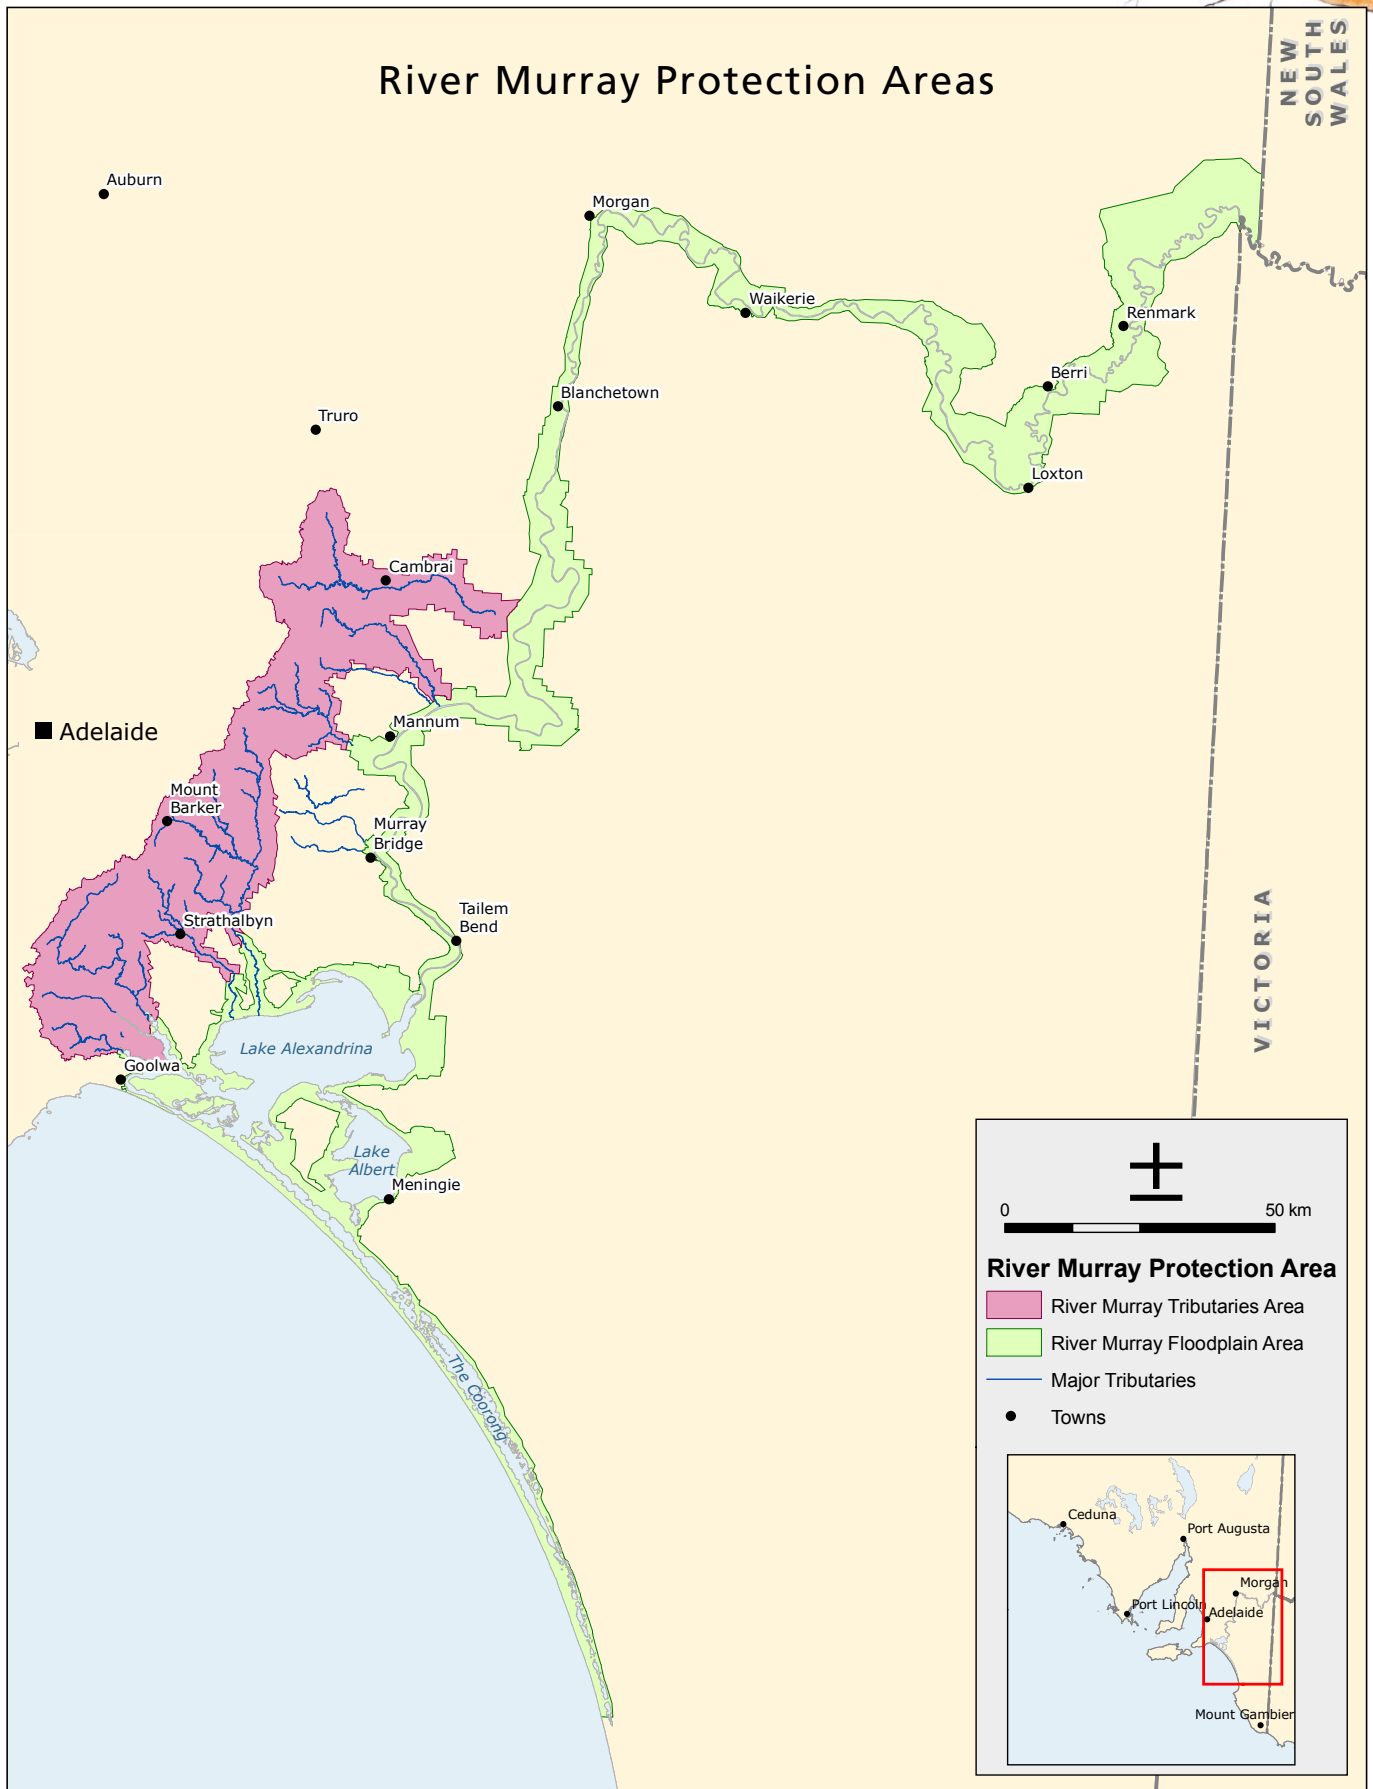 River Murray Protection Areas
NEW
SOUTH
WALES
Auburn
Morgan
Waikerie
Renmark
Berri
Blanchetown
Truro
Loxton
Cambrai
Mannum
Adelaide
Mount
Barker
Murray
Bridge
Tailem
Bend
Strathalbyn
VICTORIA
Lake Alexandrina
Goolwa
Lake
Albert
Meningie
The Coorong
0 50 km
River Murray Protection Area
River Murray Tributaries Area
River Murray Floodplain Area
Major Tributaries
Towns
Ceduna
Port Augusta
Morgan
Port Lincoln
Adelaide
Mount Gambier